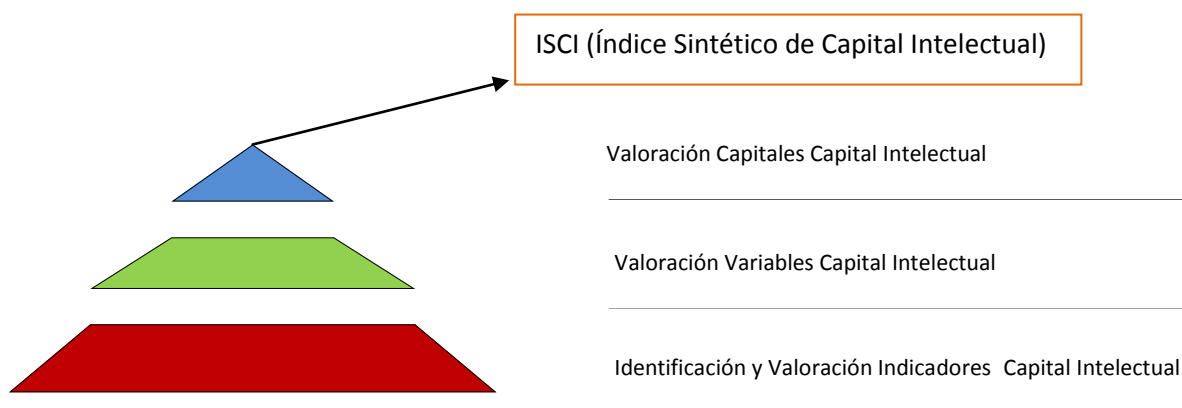 ISCI (Índice Sintético de Capital Intelectual)
Valoración Capitales Capital Intelectual
Valoración Variables Capital Intelectual
Identificación y Valoración Indicadores Capital Intelectual